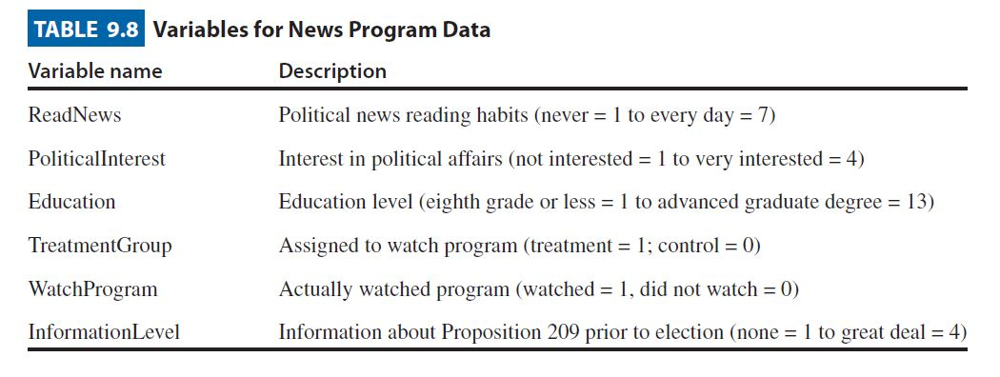 TABLE 9.8 Variables for News Program Data
Variable name Description
ReadNews Political news reading habits (never = 1 to every day = 7)
PoliticalInterest Interest in political affairs (not interested = 1 to very interested = 4)
Education Education level (eighth grade or less = 1 to advanced graduate degree = 13)
TreatmentGroup Assigned to watch program (treatment = 1; control = 0)
WatchProgram Actually watched program (watched = 1, did not watch = 0)
InformationLevel Information about Proposition 209 prior to election (none = 1 to great deal = 4)